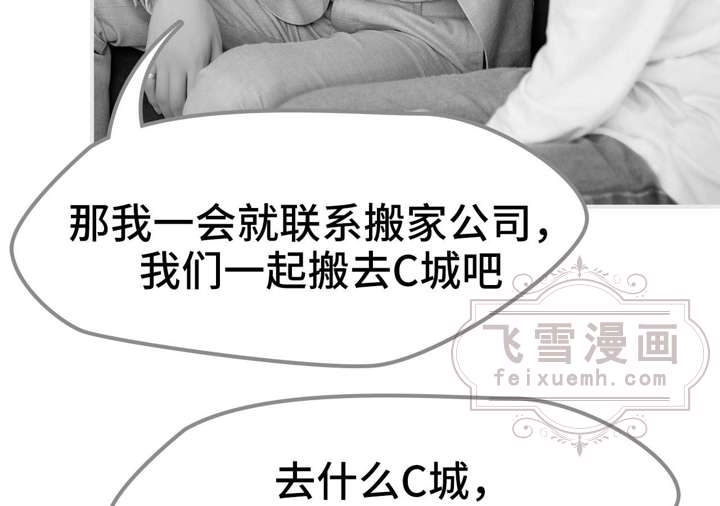 那我一会就联系搬家公司，
我们一起搬去C城吧
飞雪漫画
feixuemh.com
去什么C城，